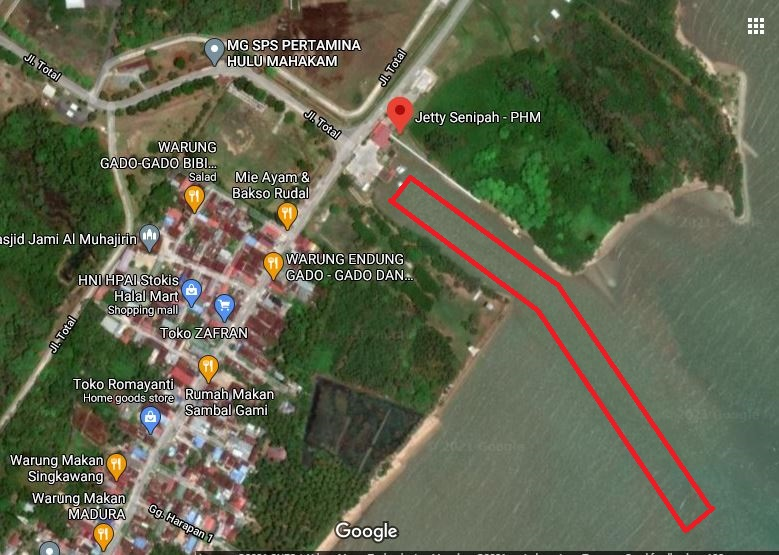 MG SPS PERTAMINA
HULU MAHAKAM
Jl. Total
Jl. Total
Jl. Total
Jetty Senipah - PHM
WARUNG
GADO-GADO BIBI...
Salad
Mie Ayam &
Bakso Rudal
asjid Jami Al Muhajirin
WARUNG ENDUNG
GADO - GADO DAN...
HNI HPAI Stokis
Halal Mart
Shopping mall
Toko ZAFRAN
Jl. Total
Toko Romayanti
Home goods store
Rumah Makan
Sambal Gami
Warung Makan
Singkawang
Warung Makan
MADURA
Gg. Harapan 1
Google